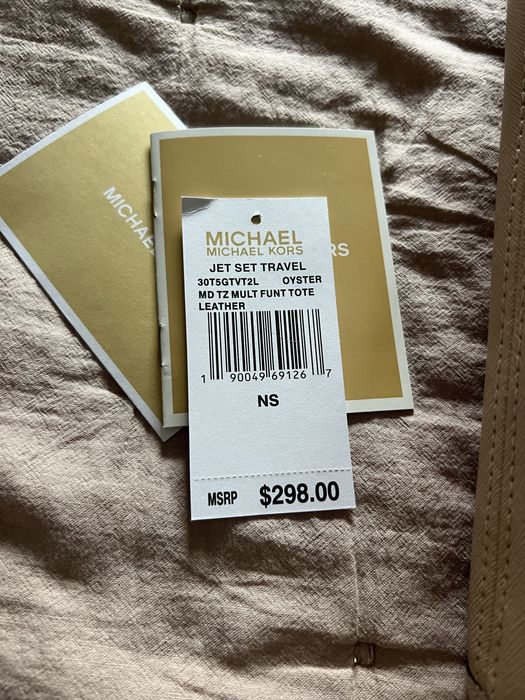 MICHAE
RS
MICHAEL
MICHAEL KORS
JET SET TRAVEL
30T5GTVT2L OYSTER
MD TZ MULT FUNT TOTE
LEATHER
1 90049 69126 7
NS
MSRP $298.00